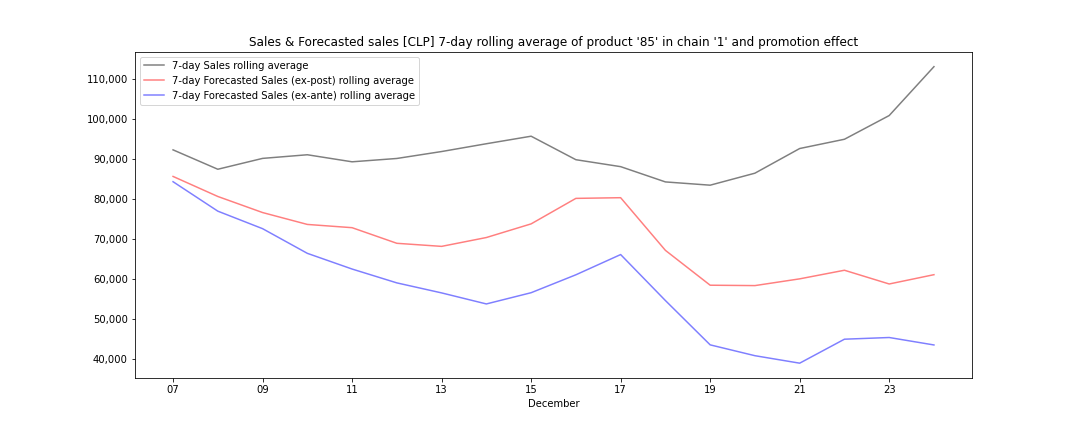 Sales & Forecasted sales [CLP] 7-day rolling average of product '85' in chain '1' and promotion effect
7-day Sales rolling average
7-day Forecasted Sales (ex-post) rolling average
7-day Forecasted Sales (ex-ante) rolling average
110,000
100,000
90,000
80,000
70,000
60,000
50,000
40,000
07 09 11 13 15 17 19 21 23
December